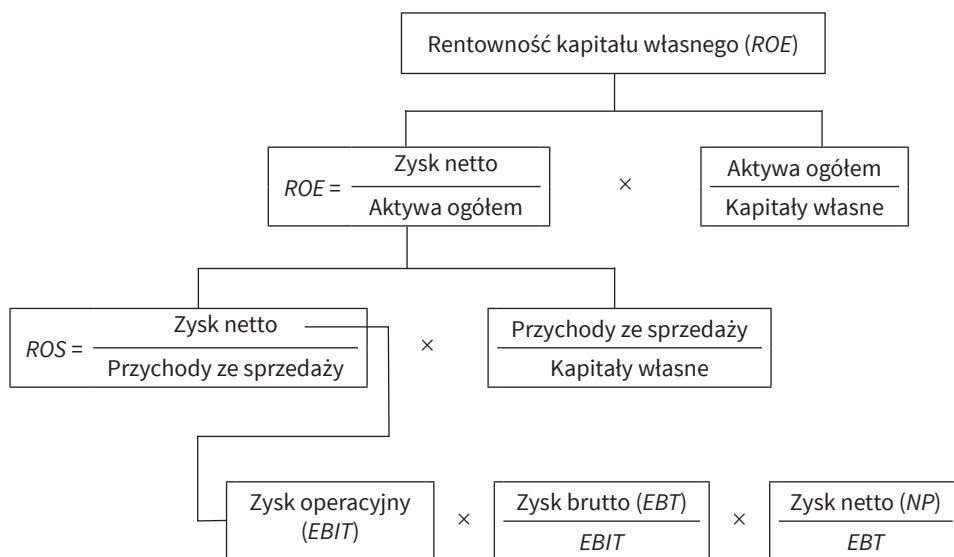 Rentowność kapitału własnego (ROE)
ROE = Zysk netto / Aktywa ogółem × Aktywa ogółem / Kapitały własne
ROS = Zysk netto / Przychody ze sprzedaży × Przychody ze sprzedaży / Kapitały własne
Zysk operacyjny (EBIT) × Zysk brutto (EBT) / EBIT × Zysk netto (NP) / EBT